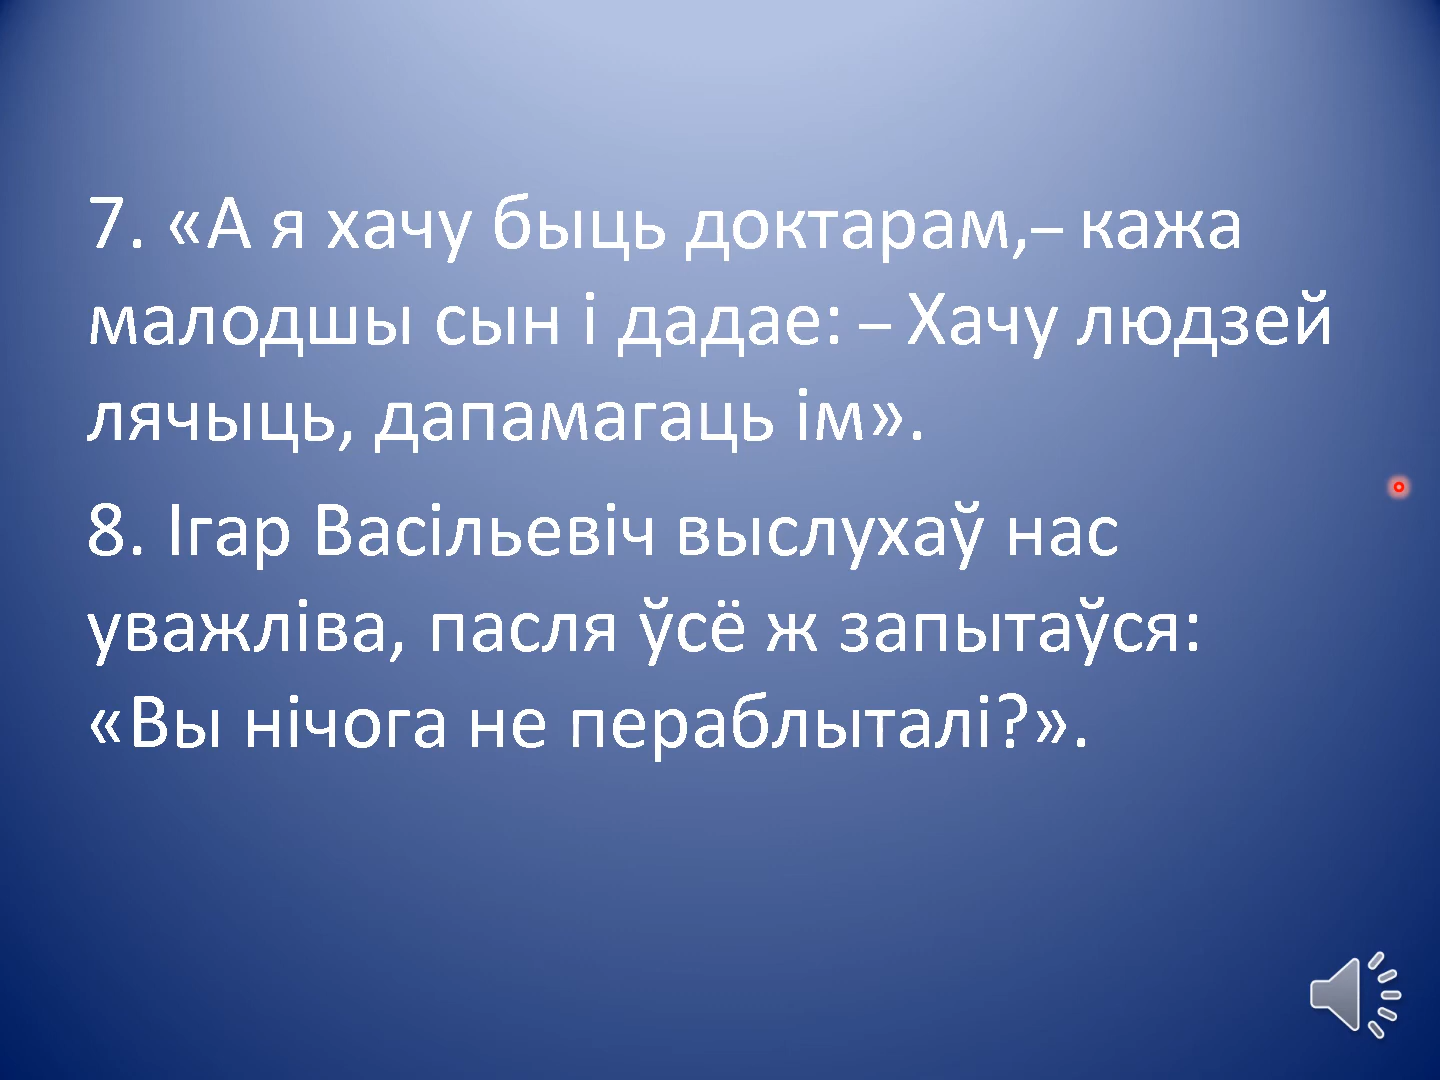 7. «А я хачу быць доктарам,– кажа
малодшы сын і дадае: – Хачу людзей
лячыць, дапамагаць ім».
8. Ігар Васільевіч выслухаў нас
уважліва, пасля ўсё ж запытаўся:
«Вы нічога не пераблыталі?».